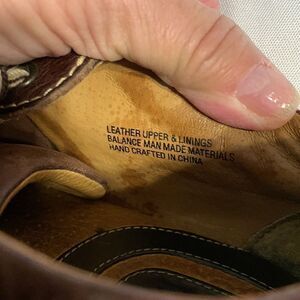 LEATHER UPPER & LININGS
BALANCE MAN MADE MATERIALS
HAND CRAFTED IN CHINA